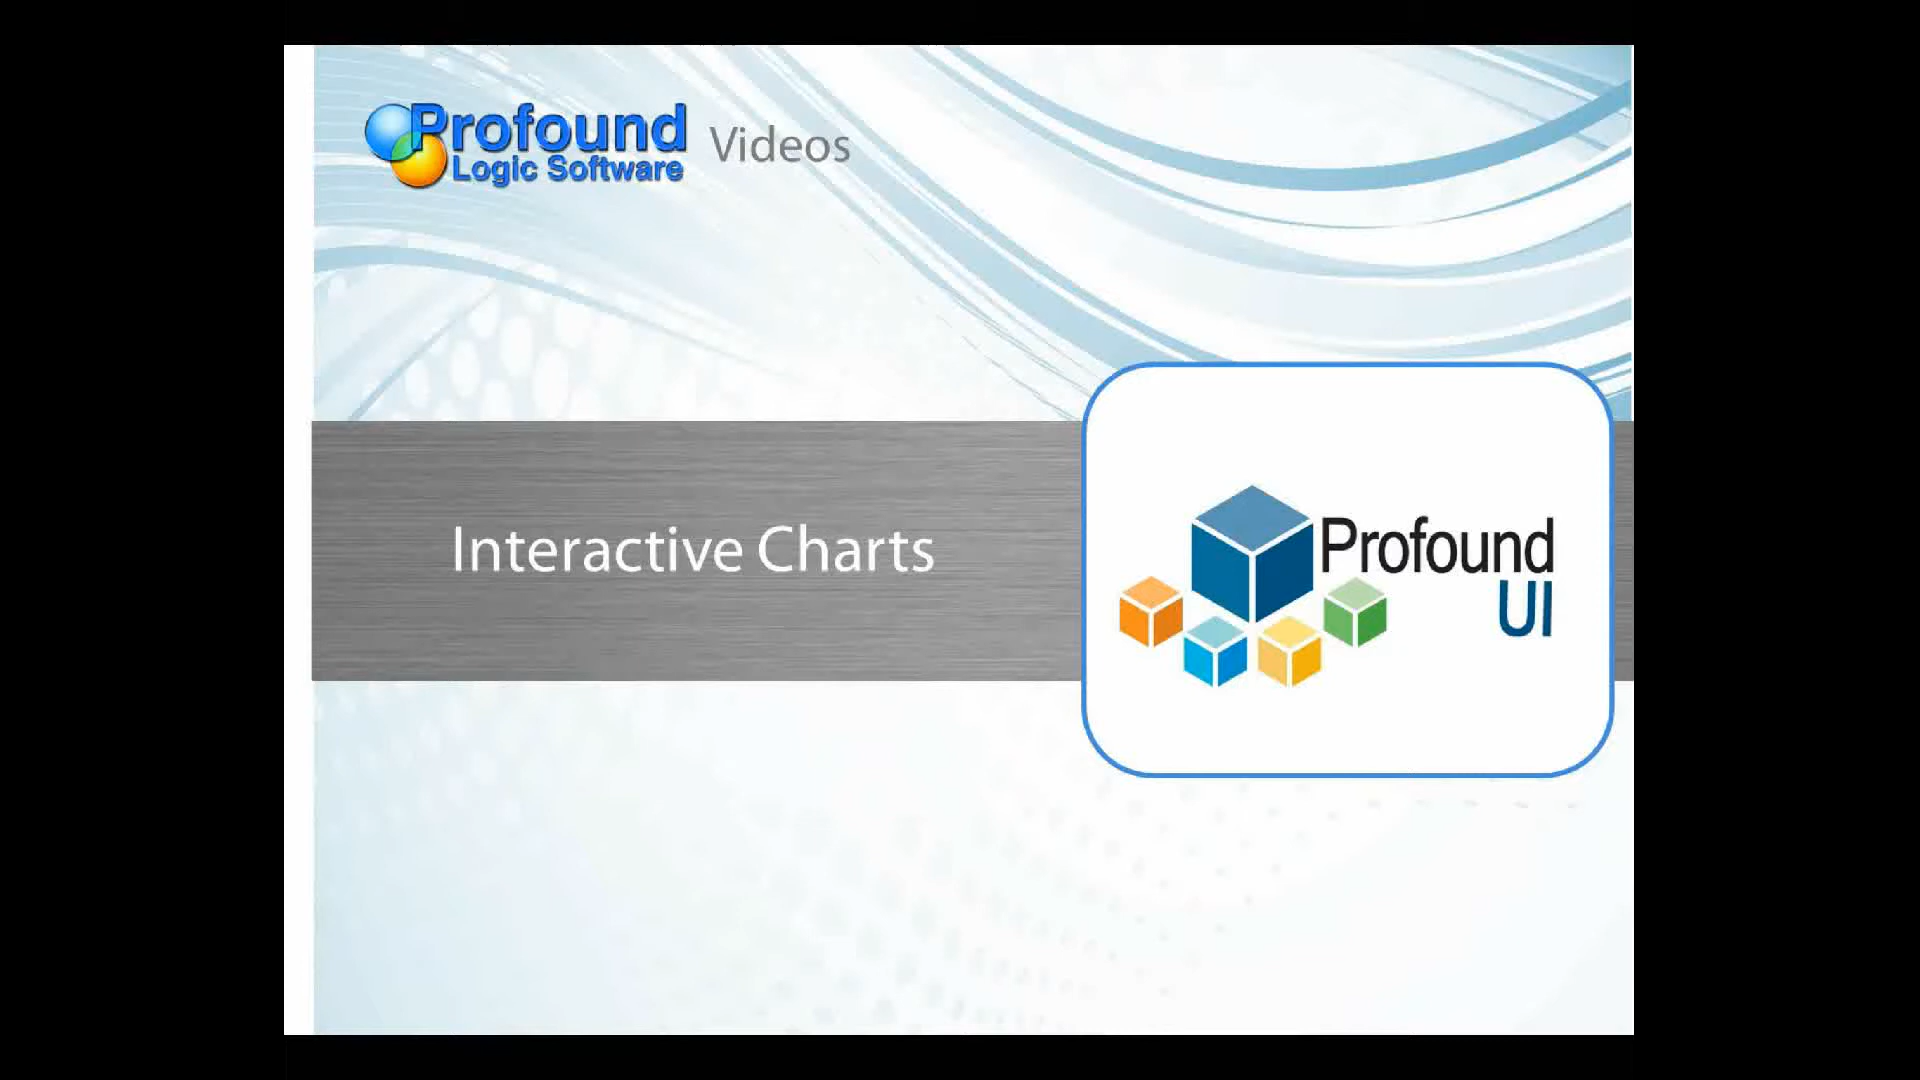 Profound
Logic Software
Videos
Interactive Charts
Profound
UI